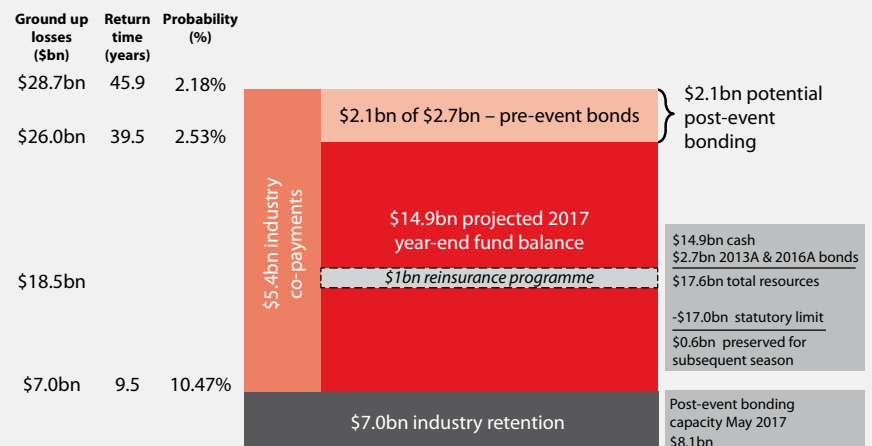 Ground up
losses
($bn)
Return
time
(years)
Probability
(%)
$28.7bn 45.9 2.18%
$26.0bn 39.5 2.53%
$18.5bn
$7.0bn 9.5 10.47%
$5.4bn industry
co-payments
$2.1bn of $2.7bn – pre-event bonds
$14.9bn projected 2017
year-end fund balance
$1bn reinsurance programme
$7.0bn industry retention
$2.1bn potential
post-event
bonding
$14.9bn cash
$2.7bn 2013A & 2016A bonds
$17.6bn total resources
-$17.0bn statutory limit
$0.6bn preserved for
subsequent season
Post-event bonding
capacity May 2017
$8.1bn